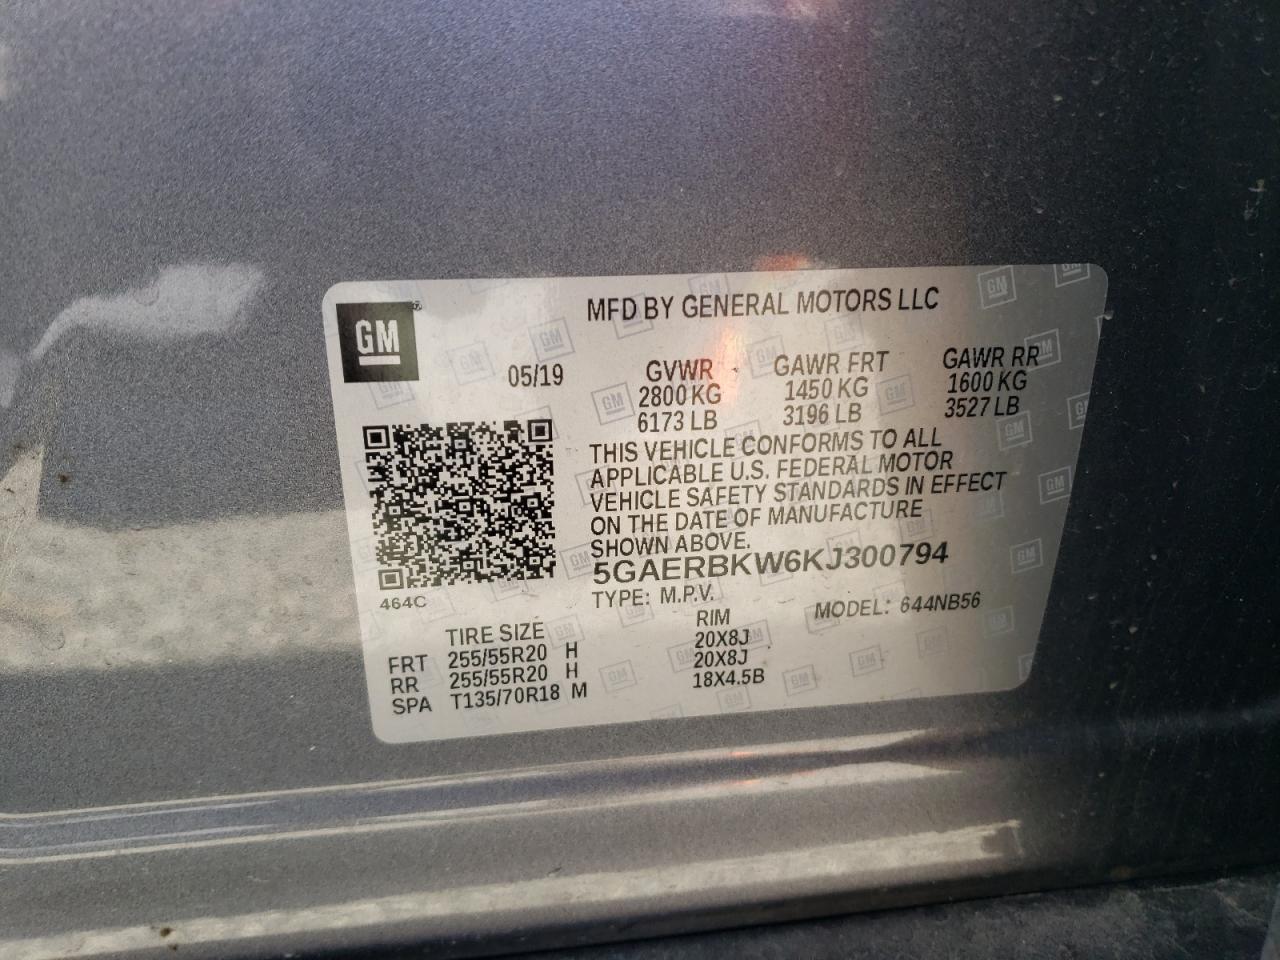 GM
MFD BY GENERAL MOTORS LLC
05/19
GVWR
2800 KG
6173 LB
GAWR FRT
1450 KG
3196 LB
GAWR RR
1600 KG
3527 LB
THIS VEHICLE CONFORMS TO ALL
APPLICABLE U.S. FEDERAL MOTOR
VEHICLE SAFETY STANDARDS IN EFFECT
ON THE DATE OF MANUFACTURE
SHOWN ABOVE.
5GAERBKW6KJ300794
464C
TYPE: M.P.V.
MODEL: 644NB56
TIRE SIZE RIM
FRT 255/55R20 H 20X8J
RR 255/55R20 H 20X8J
SPA T135/70R18 M 18X4.5B